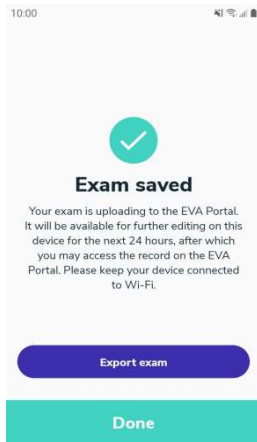 10:00
Exam saved
Your exam is uploading to the EVA Portal.
It will be available for further editing on this
device for the next 24 hours, after which
you may access the record on the EVA
Portal. Please keep your device connected
to Wi-Fi.
Export exam
Done